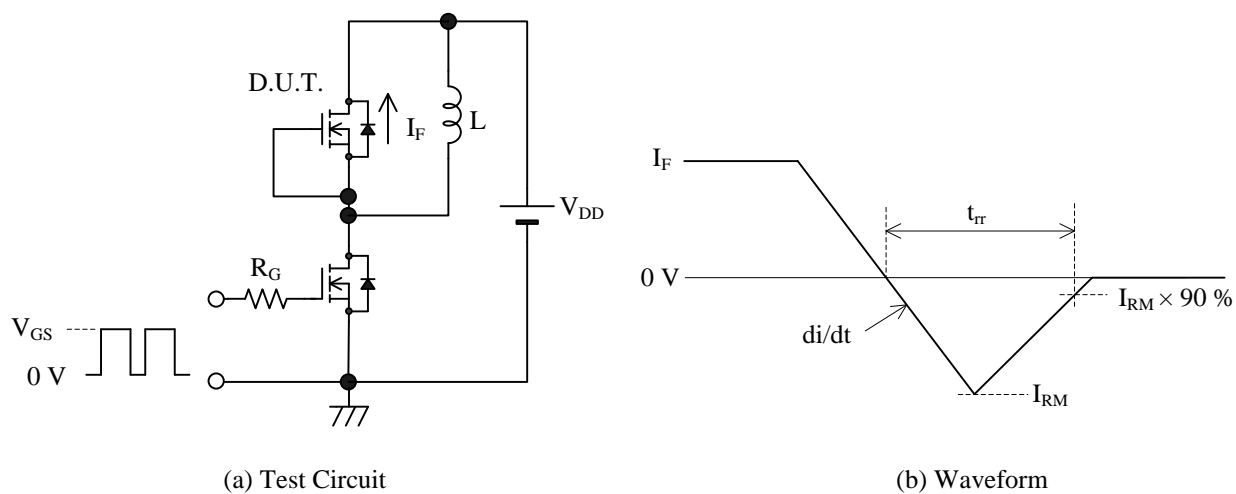 D.U.T.
I_F
L
V_DD
R_G
V_GS
0 V
(a) Test Circuit
I_F
t_rr
0 V
I_RM × 90 %
di/dt
I_RM
(b) Waveform